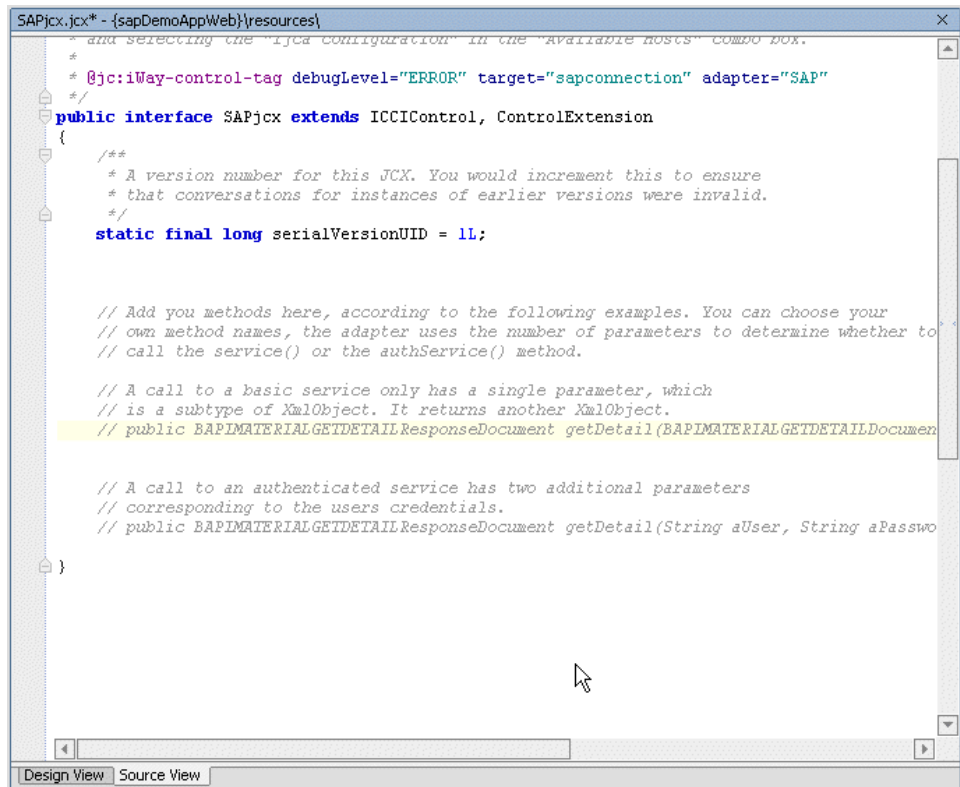 SAPjcx.jcx* - {sapDemoAppWeb}\resources\
* and selecting the "ijca configuration" in the "Available Hosts" combo box.
*
* @jc:iWay-control-tag debugLevel="ERROR" target="sapconnection" adapter="SAP"
*/
public interface SAPjcx extends ICCIControl, ControlExtension
{
/**
* A version number for this JCX. You would increment this to ensure
* that conversations for instances of earlier versions were invalid.
*/
static final long serialVersionUID = 1L;
// Add you methods here, according to the following examples. You can choose your
// own method names, the adapter uses the number of parameters to determine whether to
// call the service() or the authService() method.
// A call to a basic service only has a single parameter, which
// is a subtype of XmlObject. It returns another XmlObject.
// public BAPIMATERIALGETDETAILResponseDocument getDetail(BAPIMATERIALGETDETAILDocumen
// A call to an authenticated service has two additional parameters
// corresponding to the users credentials.
// public BAPIMATERIALGETDETAILResponseDocument getDetail(String aUser, String aPasswo
}
Design View Source View